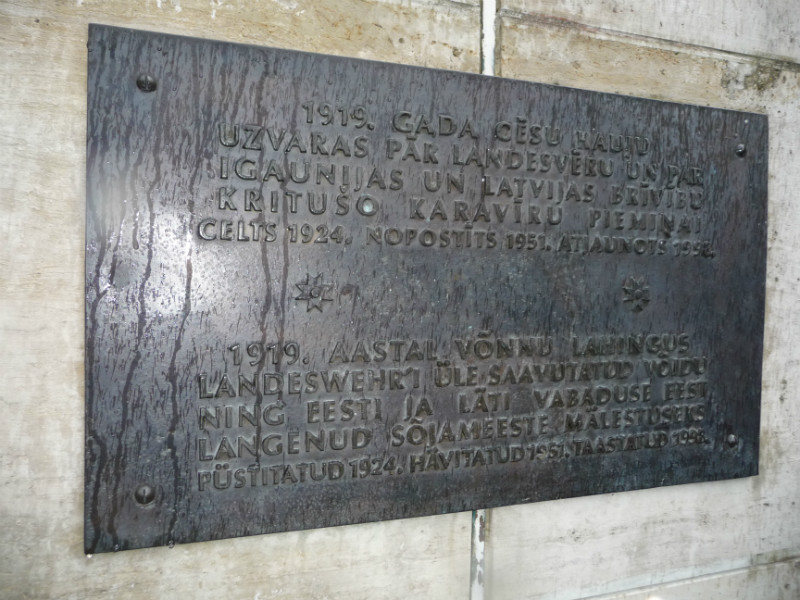 1919. GADA CĒSU KAUJU
UZVARAS PĀR LANDESVĒRU UN PAR
IGAUNIJAS UN LATVIJAS BRĪVĪBU
KRITUŠO KARAVĪRU PIEMIŅAI
CELTS 1924. NOPOSTĪTS 1951. ATJAUNOTS 1998.
1919. AASTAL VÕNNU LAHINGUS
LANDESWEHR'I ÜLE SAAVUTATUD VÕIDU
NING EESTI JA LÄTI VABADUSE EEST
LANGENUD SÕJAMEESTE MÄLESTUSEKS
PÜSTITATUD 1924, HÄVITATUD 1951, TAASTATUD 1998.